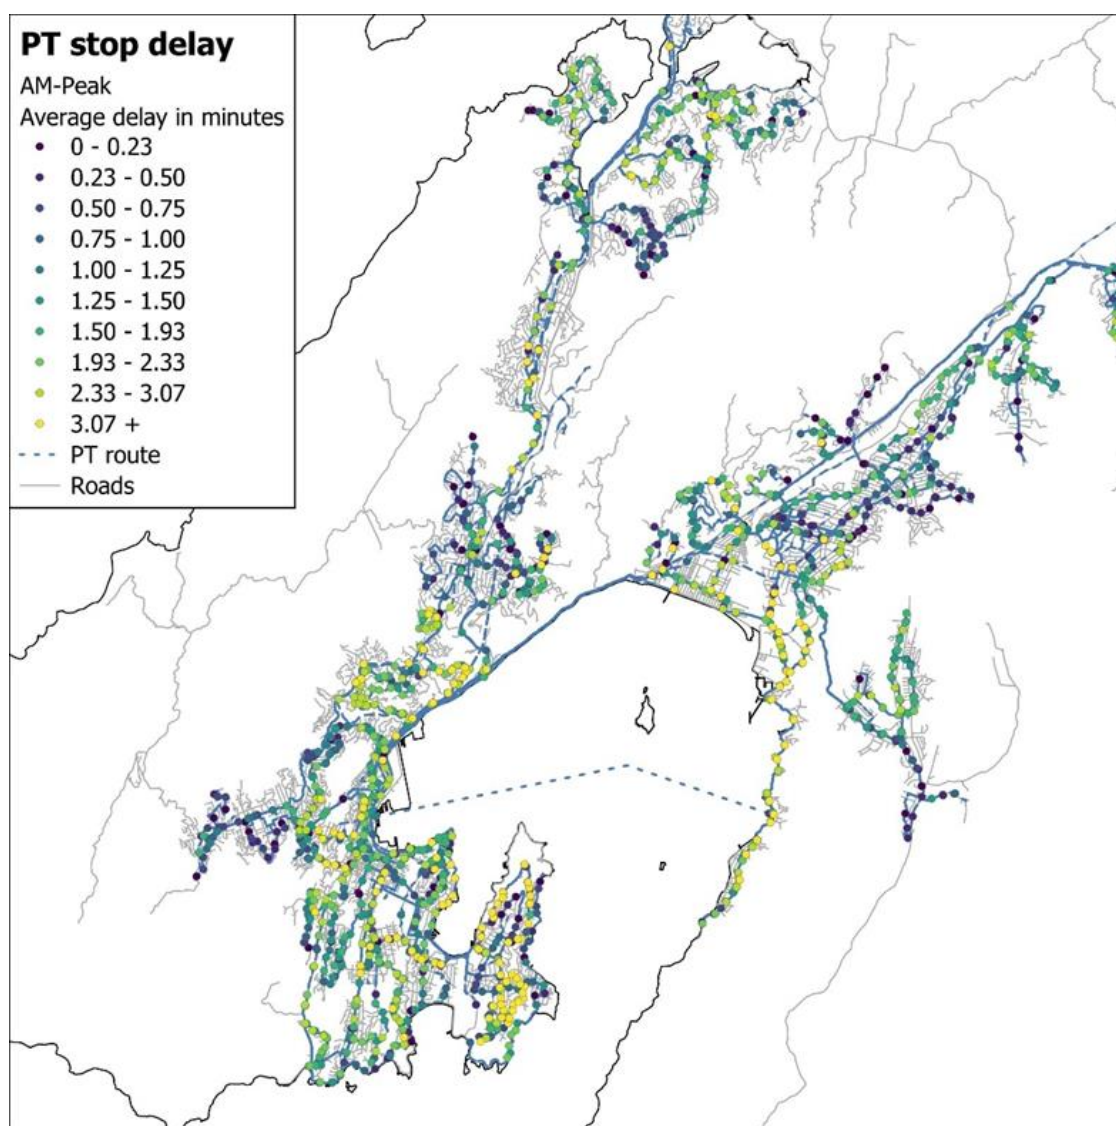 PT stop delay
AM-Peak
Average delay in minutes
0 - 0.23
0.23 - 0.50
0.50 - 0.75
0.75 - 1.00
1.00 - 1.25
1.25 - 1.50
1.50 - 1.93
1.93 - 2.33
2.33 - 3.07
3.07 +
PT route
Roads